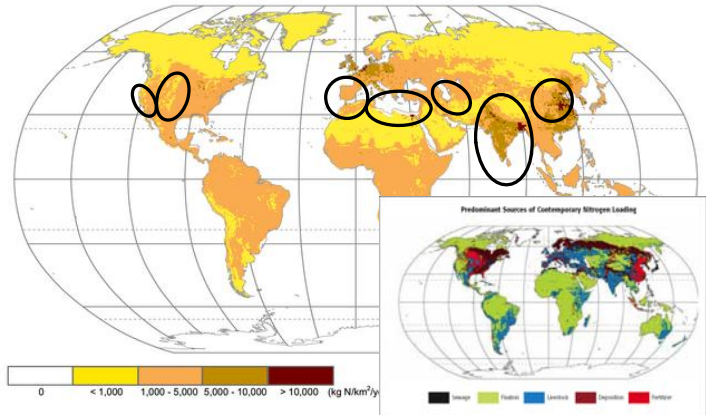 Predominant Sources of Contemporary Nitrogen Loading
0 < 1,000 1,000 - 5,000 5,000 - 10,000 > 10,000 (kg N/km²/y
Sewage Fixation Livestock Deposition Fertilizer